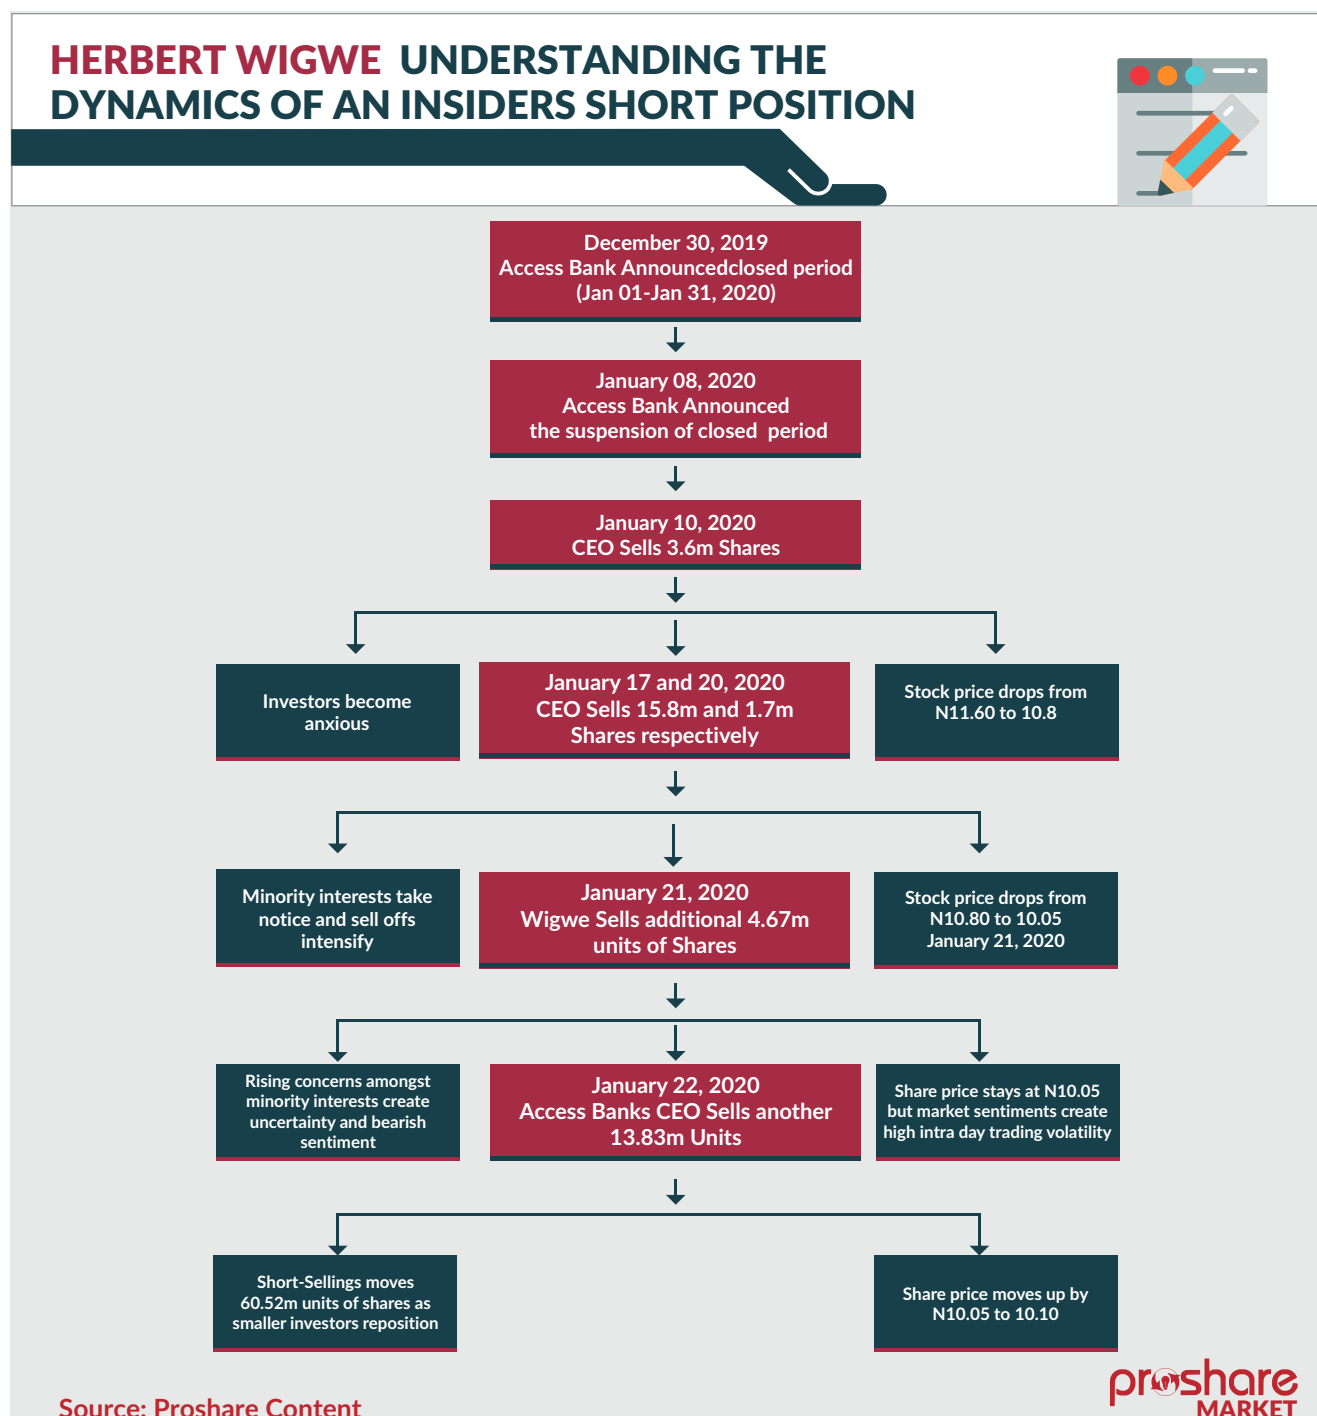 HERBERT WIGWE UNDERSTANDING THE
DYNAMICS OF AN INSIDERS SHORT POSITION
December 30, 2019
Access Bank Announcedclosed period
(Jan 01-Jan 31, 2020)
January 08, 2020
Access Bank Announced
the suspension of closed period
January 10, 2020
CEO Sells 3.6m Shares
Investors become
anxious
January 17 and 20, 2020
CEO Sells 15.8m and 1.7m
Shares respectively
Stock price drops from
N11.60 to 10.8
Minority interests take
notice and sell offs
intensify
January 21, 2020
Wigwe Sells additional 4.67m
units of Shares
Stock price drops from
N10.80 to 10.05
January 21, 2020
Rising concerns amongst
minority interests create
uncertainty and bearish
sentiment
January 22, 2020
Access Banks CEO Sells another
13.83m Units
Share price stays at N10.05
but market sentiments create
high intra day trading volatility
Short-Sellings moves
60.52m units of shares as
smaller investors reposition
Share price moves up by
N10.05 to 10.10
Source: Proshare Content
proshare
MARKET